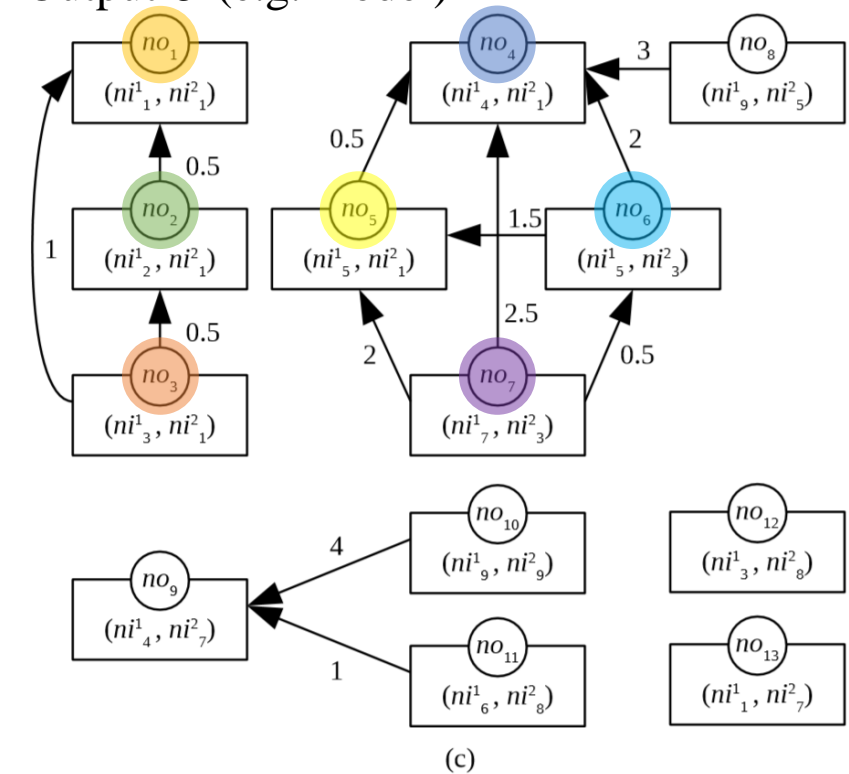 no₁ no₄ 3 no₈
(ni¹₁, ni²₁) (ni¹₄, ni²₁) (ni¹₉, ni²₅)
0.5 0.5 2
no₂ no₅ 1.5 no₆
1 (ni¹₂, ni²₁) (ni¹₅, ni²₁) (ni¹₅, ni²₃)
0.5 2 2.5 0.5
no₃ no₇
(ni¹₃, ni²₁) (ni¹₇, ni²₃)
4 no₁₀ no₁₂
(ni¹₉, ni²₉) (ni¹₃, ni²₈)
no₉
(ni¹₄, ni²₇)
1 no₁₁ no₁₃
(ni¹₆, ni²₈) (ni¹₁, ni²₇)
(c)